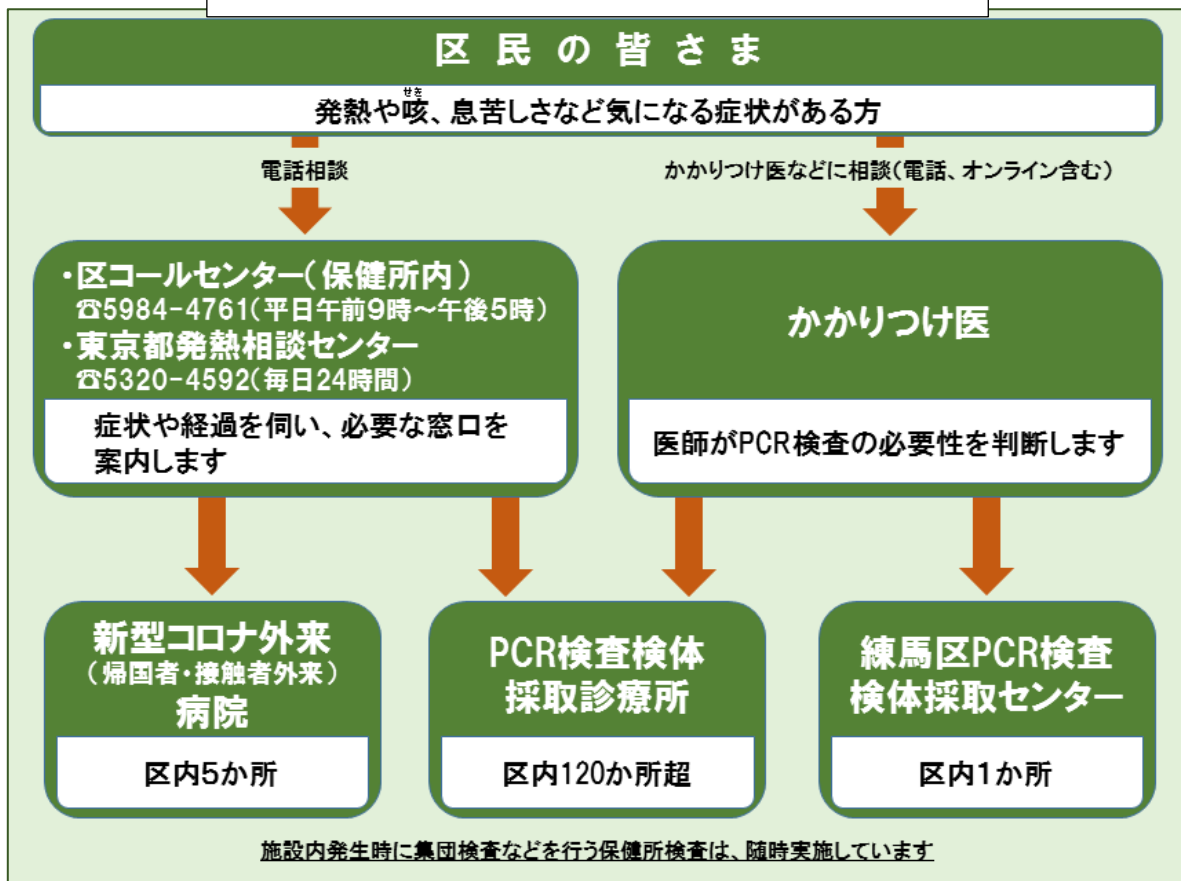 区民の皆さま
せき
発熱や咳、息苦しさなど気になる症状がある方
電話相談
かかりつけ医などに相談(電話、オンライン含む)
・区コールセンター(保健所内)
☎5984-4761(平日午前9時～午後5時)
・東京都発熱相談センター
☎5320-4592(毎日24時間)
症状や経過を伺い、必要な窓口を
案内します
かかりつけ医
医師がPCR検査の必要性を判断します
新型コロナ外来
(帰国者・接触者外来)
病院
区内5か所
PCR検査検体
採取診療所
区内120か所超
練馬区PCR検査
検体採取センター
区内1か所
施設内発生時に集団検査などを行う保健所検査は、随時実施しています